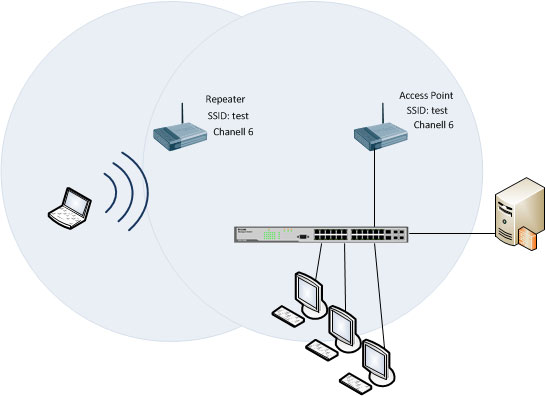 Repeater
SSID: test
Chanell 6
Access Point
SSID: test
Chanell 6